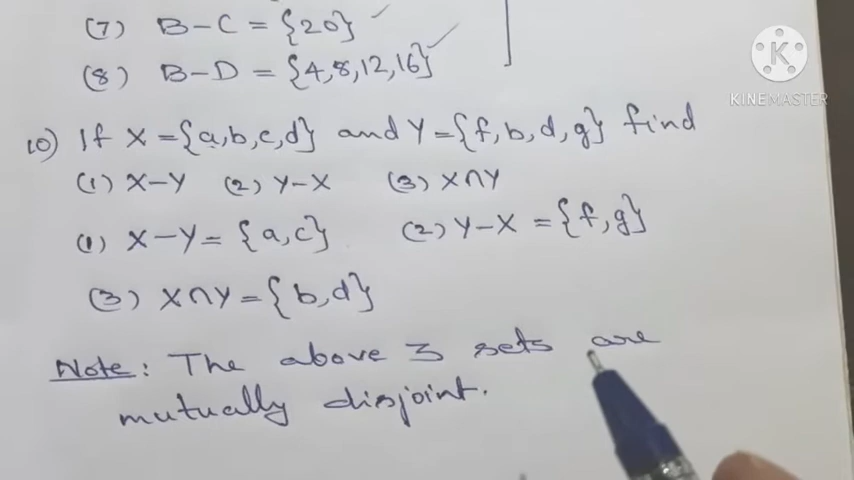 (7) B-C = {20}
(8) B-D = {4,8,12,16}
K
KINEMASTER
10) If X = {a,b,c,d} and Y = {f,b,d,g} find
(1) X-Y (2) Y-X (3) X∩Y
(1) X-Y = {a,c} (2) Y-X = {f,g}
(3) X∩Y = {b,d}
Note: The above 3 sets are
mutually disjoint.